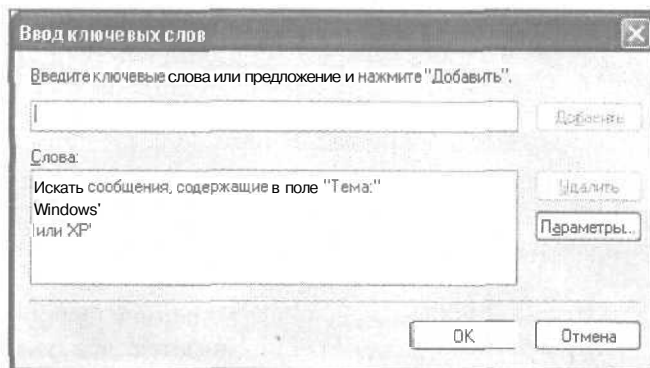 Ввод ключевых слов
Введите ключевые слова или предложение и нажмите "Добавить".
Добавить
Слова:
Искать сообщения, содержащие в поле "Тема:"
Windows'
или 'XP'
Удалить
Параметры...
OK
Отмена